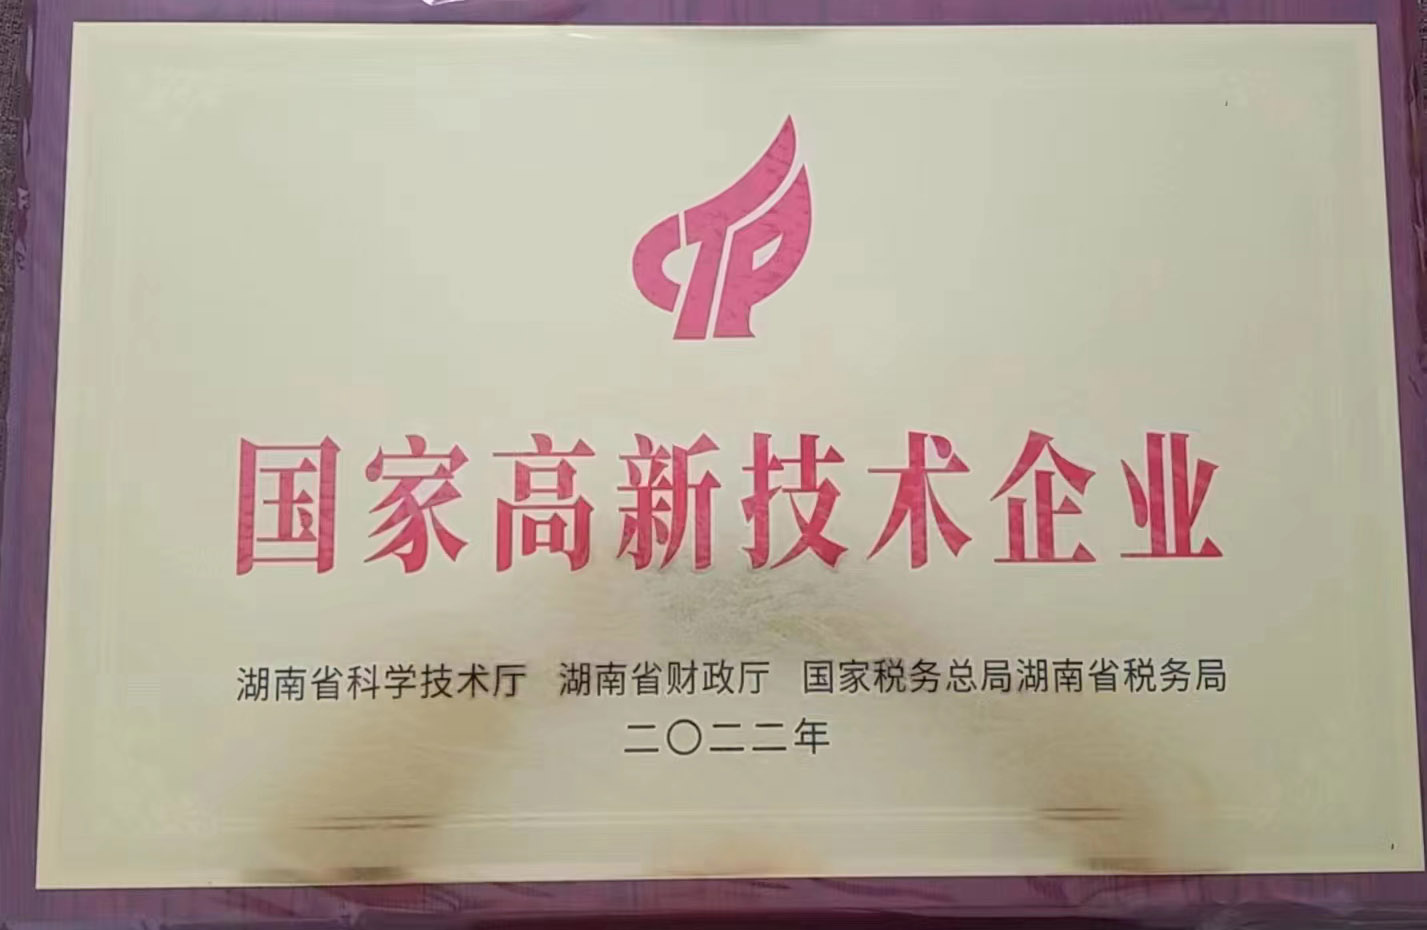 国家高新技术企业
湖南省科学技术厅 湖南省财政厅 国家税务总局湖南省税务局
二〇二二年